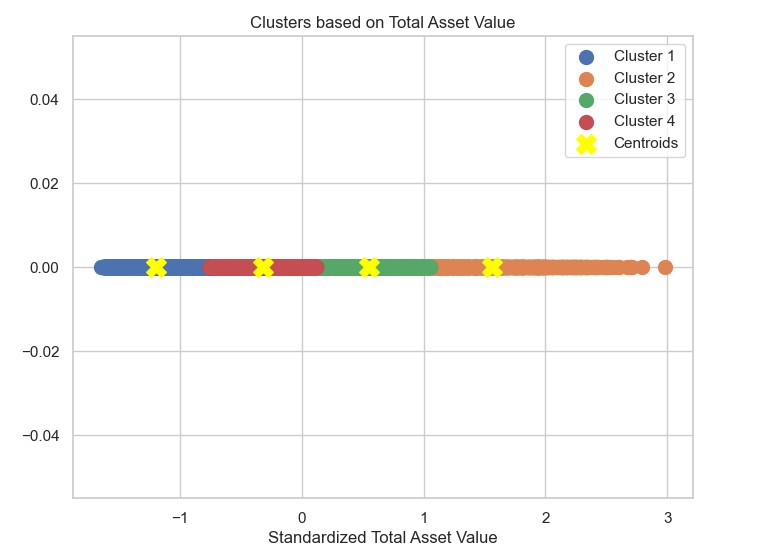 Clusters based on Total Asset Value
Cluster 1
Cluster 2
Cluster 3
Cluster 4
Centroids
0.04
0.02
0.00
−0.02
−0.04
−1
0
1
2
3
Standardized Total Asset Value